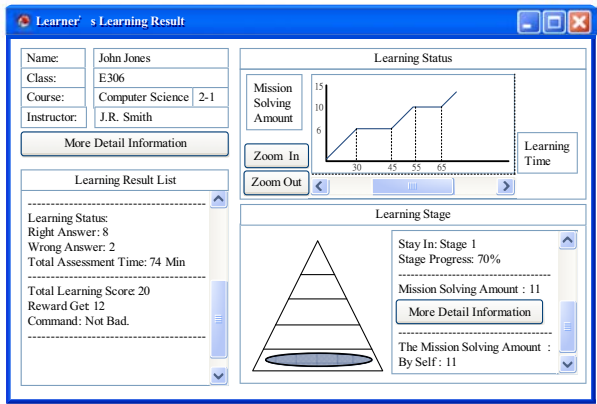 Learner's Learning Result
Name: John Jones
Class: E306
Course: Computer Science 2-1
Instructor: J.R. Smith
More Detail Information
Learning Result List
Learning Status:
Right Answer: 8
Wrong Answer: 2
Total Assessment Time: 74 Min
Total Learning Score: 20
Reward Get: 12
Command: Not Bad.
Learning Status
Mission
Solving
Amount
Zoom In
Zoom Out
15
10
6
30 45 55 65
Learning
Time
Learning Stage
Stay In: Stage 1
Stage Progress: 70%
Mission Solving Amount : 11
More Detail Information
The Mission Solving Amount :
By Self : 11